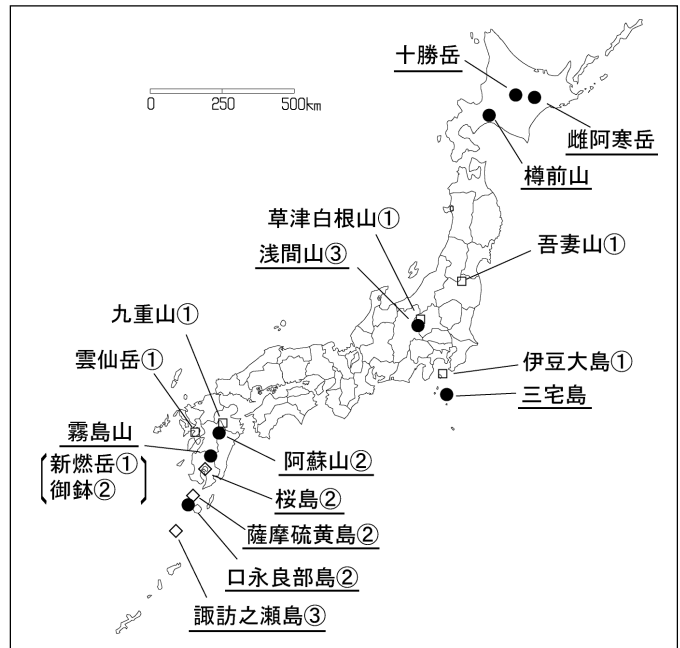 十勝岳
雌阿寒岳
樽前山
0 250 500km
草津白根山①
浅間山③
吾妻山①
九重山①
雲仙岳①
伊豆大島①
三宅島
霧島山
新燃岳①
御鉢②
阿蘇山②
桜島②
薩摩硫黄島②
口永良部島②
諏訪之瀬島③